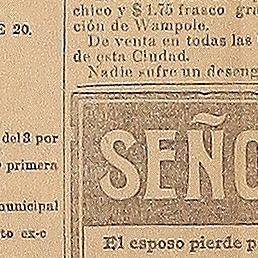 E 20.
del 3 por
primera
municipal
to ex-c
chico y $ 1.75 frasco gra
ción de Wampole.
De venta en todas las
de esta Ciudad.
Nadie sufre un deseng
SEÑO
El esposo pierde p